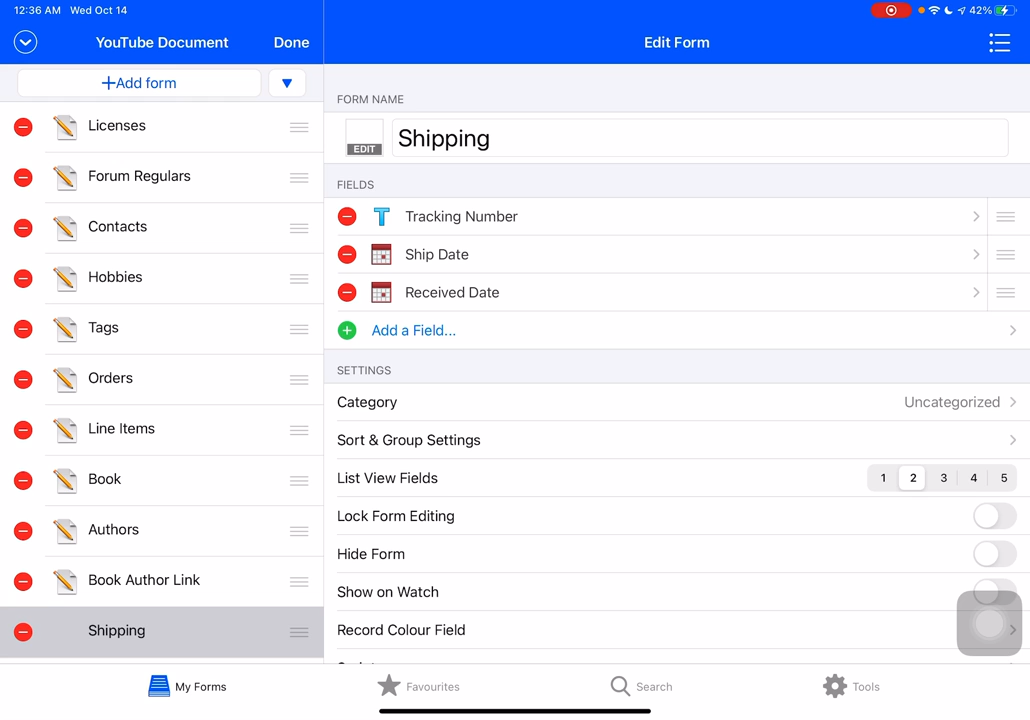 12:36 AM Wed Oct 14
42%
YouTube Document
Done
Edit Form
+Add form
Licenses
Forum Regulars
Contacts
Hobbies
Tags
Orders
Line Items
Book
Authors
Book Author Link
Shipping
FORM NAME
EDIT
Shipping
FIELDS
T Tracking Number
Ship Date
Received Date
Add a Field...
SETTINGS
Category Uncategorized
Sort & Group Settings
List View Fields 1 2 3 4 5
Lock Form Editing
Hide Form
Show on Watch
Record Colour Field
My Forms
Favourites
Search
Tools